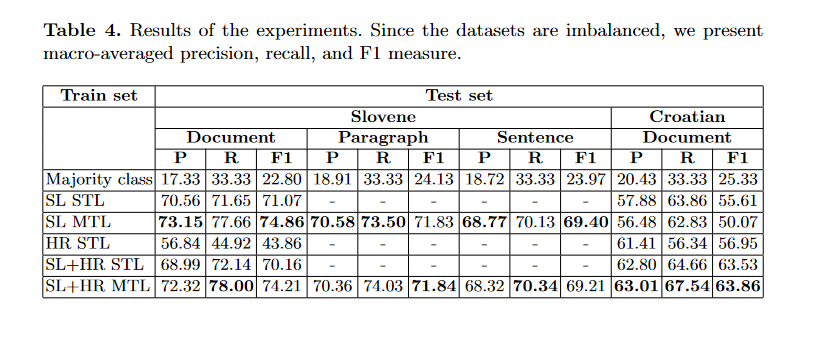 Table 4. Results of the experiments. Since the datasets are imbalanced, we present
macro-averaged precision, recall, and F1 measure.
Train set Test set
Slovene Croatian
Document Paragraph Sentence Document
P R F1 P R F1 P R F1 P R F1
Majority class 17.33 33.33 22.80 18.91 33.33 24.13 18.72 33.33 23.97 20.43 33.33 25.33
SL STL 70.56 71.65 71.07 - - - - - - 57.88 63.86 55.61
SL MTL 73.15 77.66 74.86 70.58 73.50 71.83 68.77 70.13 69.40 56.48 62.83 50.07
HR STL 56.84 44.92 43.86 - - - - - - 61.41 56.34 56.95
SL+HR STL 68.99 72.14 70.16 - - - - - - 62.80 64.66 63.53
SL+HR MTL 72.32 78.00 74.21 70.36 74.03 71.84 68.32 70.34 69.21 63.01 67.54 63.86